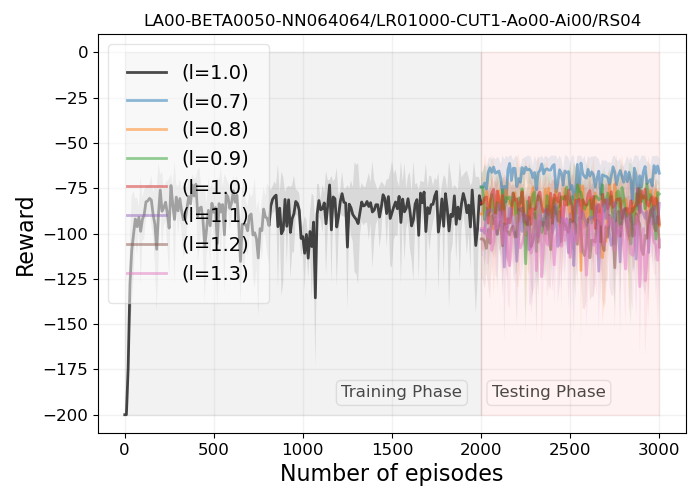 LA00-BETA0050-NN064064/LR01000-CUT1-Ao00-Ai00/RS04
Reward
0
−25
−50
−75
−100
−125
−150
−175
−200
(l=1.0)
(l=0.7)
(l=0.8)
(l=0.9)
(l=1.0)
(l=1.1)
(l=1.2)
(l=1.3)
Training Phase
Testing Phase
0
500
1000
1500
2000
2500
3000
Number of episodes